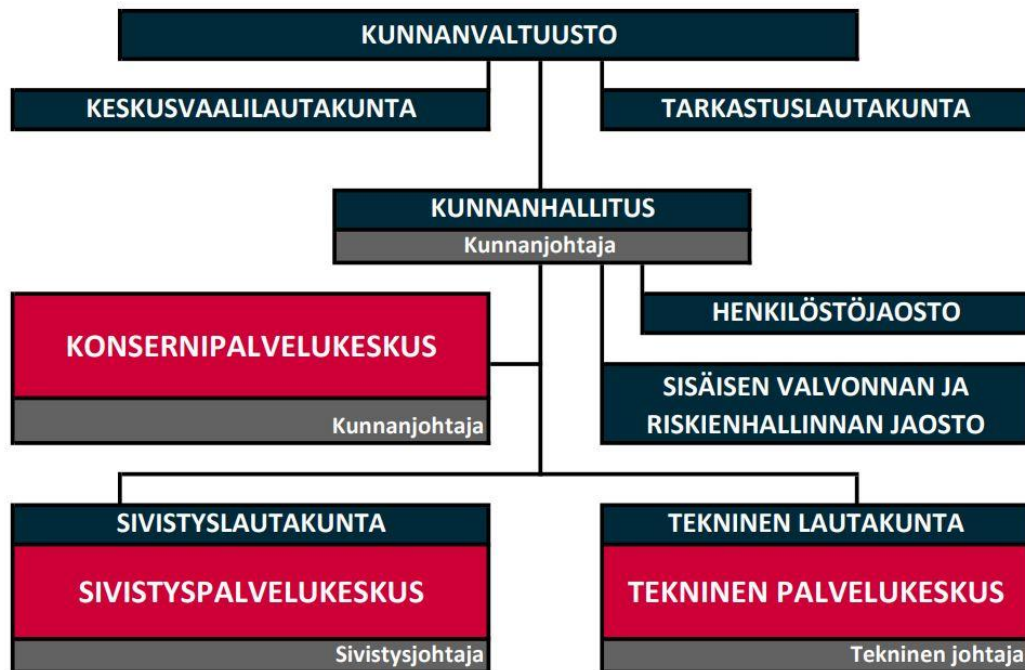 KUNNANVALTUUSTO
KESKUSVAALILAUTAKUNTA
TARKASTUSLAUTAKUNTA
KUNNANHALLITUS
Kunnanjohtaja
HENKILÖSTÖJAOSTO
KONSERNIPALVELUKESKUS
Kunnanjohtaja
SISÄISEN VALVONNAN JA
RISKIENHALLINNAN JAOSTO
SIVISTYSLAUTAKUNTA
SIVISTYSPALVELUKESKUS
Sivistysjohtaja
TEKNINEN LAUTAKUNTA
TEKNINEN PALVELUKESKUS
Tekninen johtaja